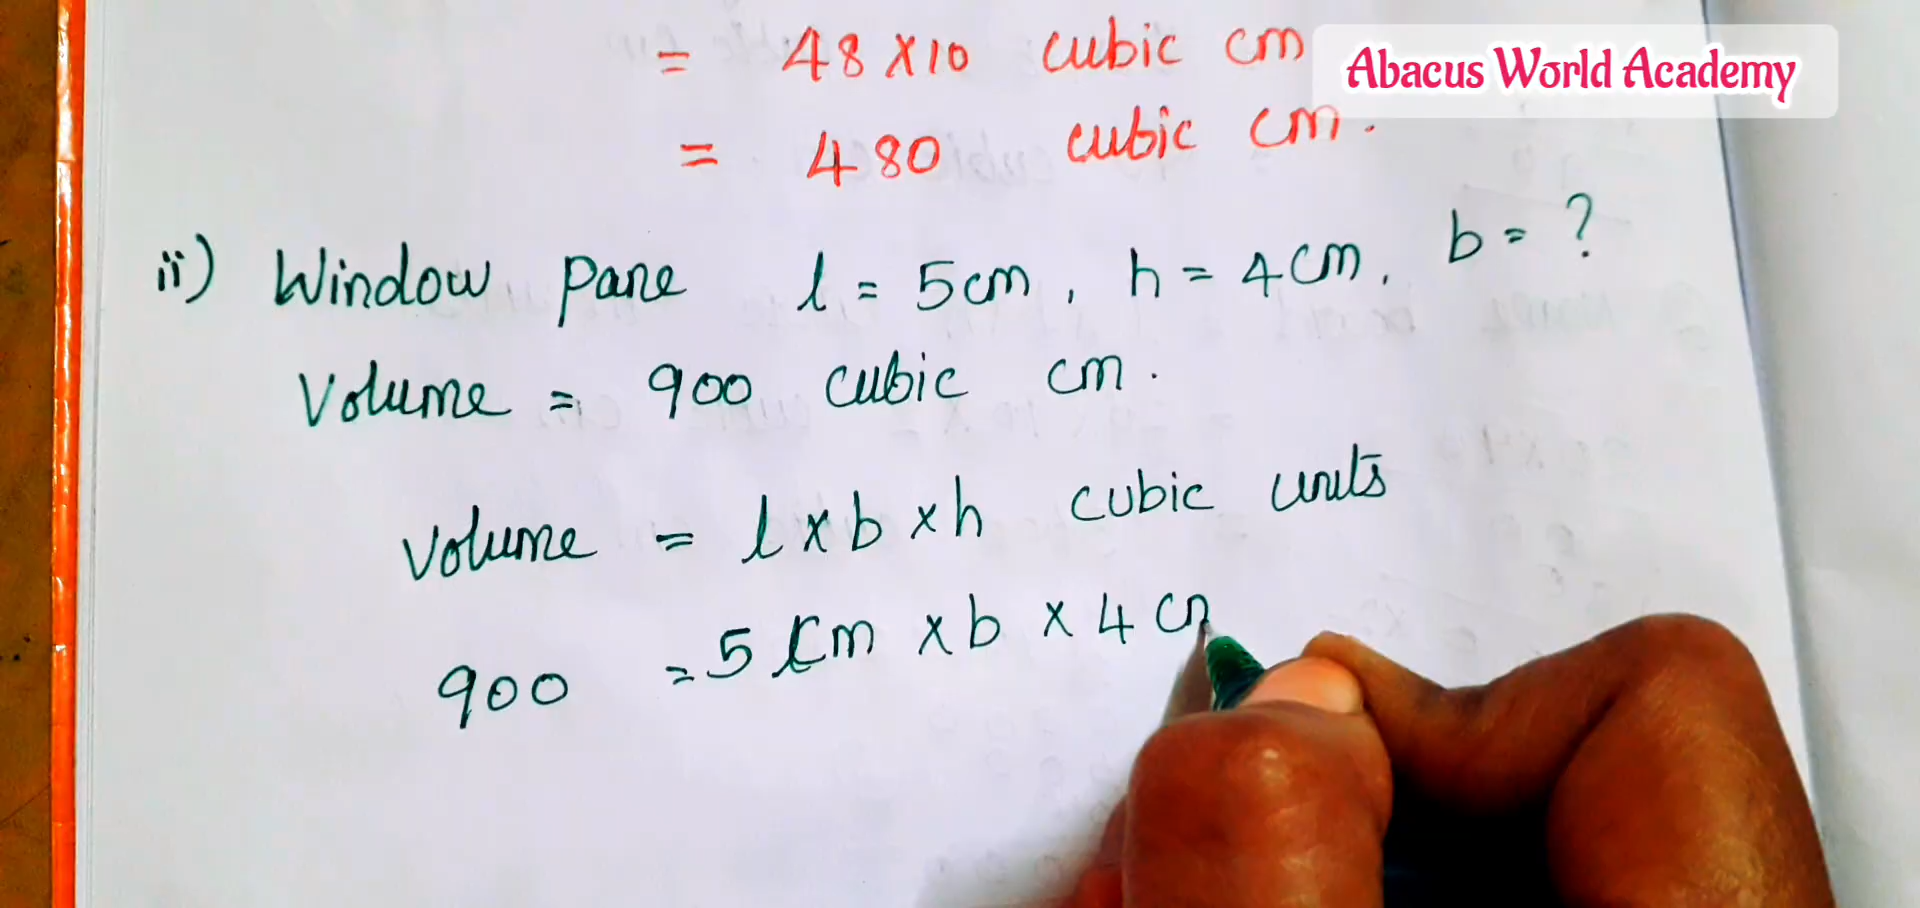 = 48 x 10 cubic cm
Abacus World Academy
= 480 cubic cm.
ii) Window pane l = 5cm, h = 4cm, b = ?
Volume = 900 cubic cm.
Volume = l x b x h cubic units
900 = 5 cm x b x 4 cm